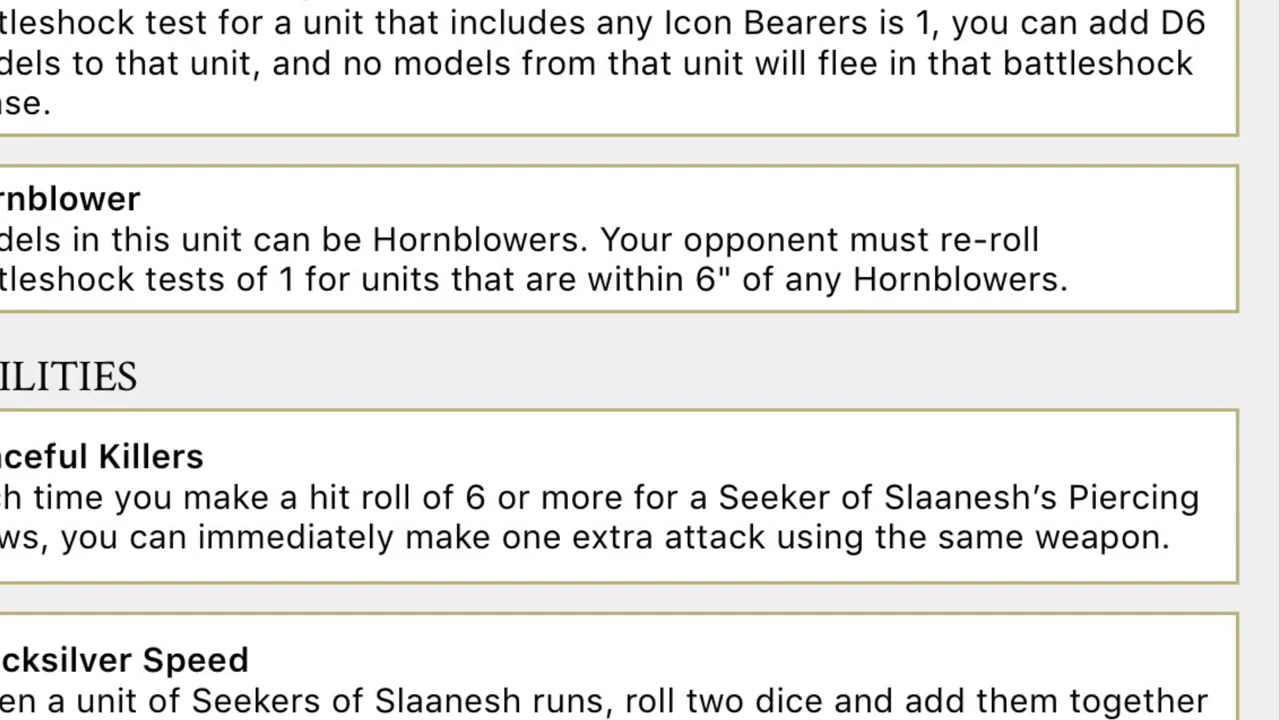 tleshock test for a unit that includes any Icon Bearers is 1, you can add D6
dels to that unit, and no models from that unit will flee in that battleshock
ase.
rnblower
dels in this unit can be Hornblowers. Your opponent must re-roll
tleshock tests of 1 for units that are within 6" of any Hornblowers.
ILITIES
aceful Killers
ch time you make a hit roll of 6 or more for a Seeker of Slaanesh’s Piercing
ws, you can immediately make one extra attack using the same weapon.
cksilver Speed
en a unit of Seekers of Slaanesh runs, roll two dice and add them together